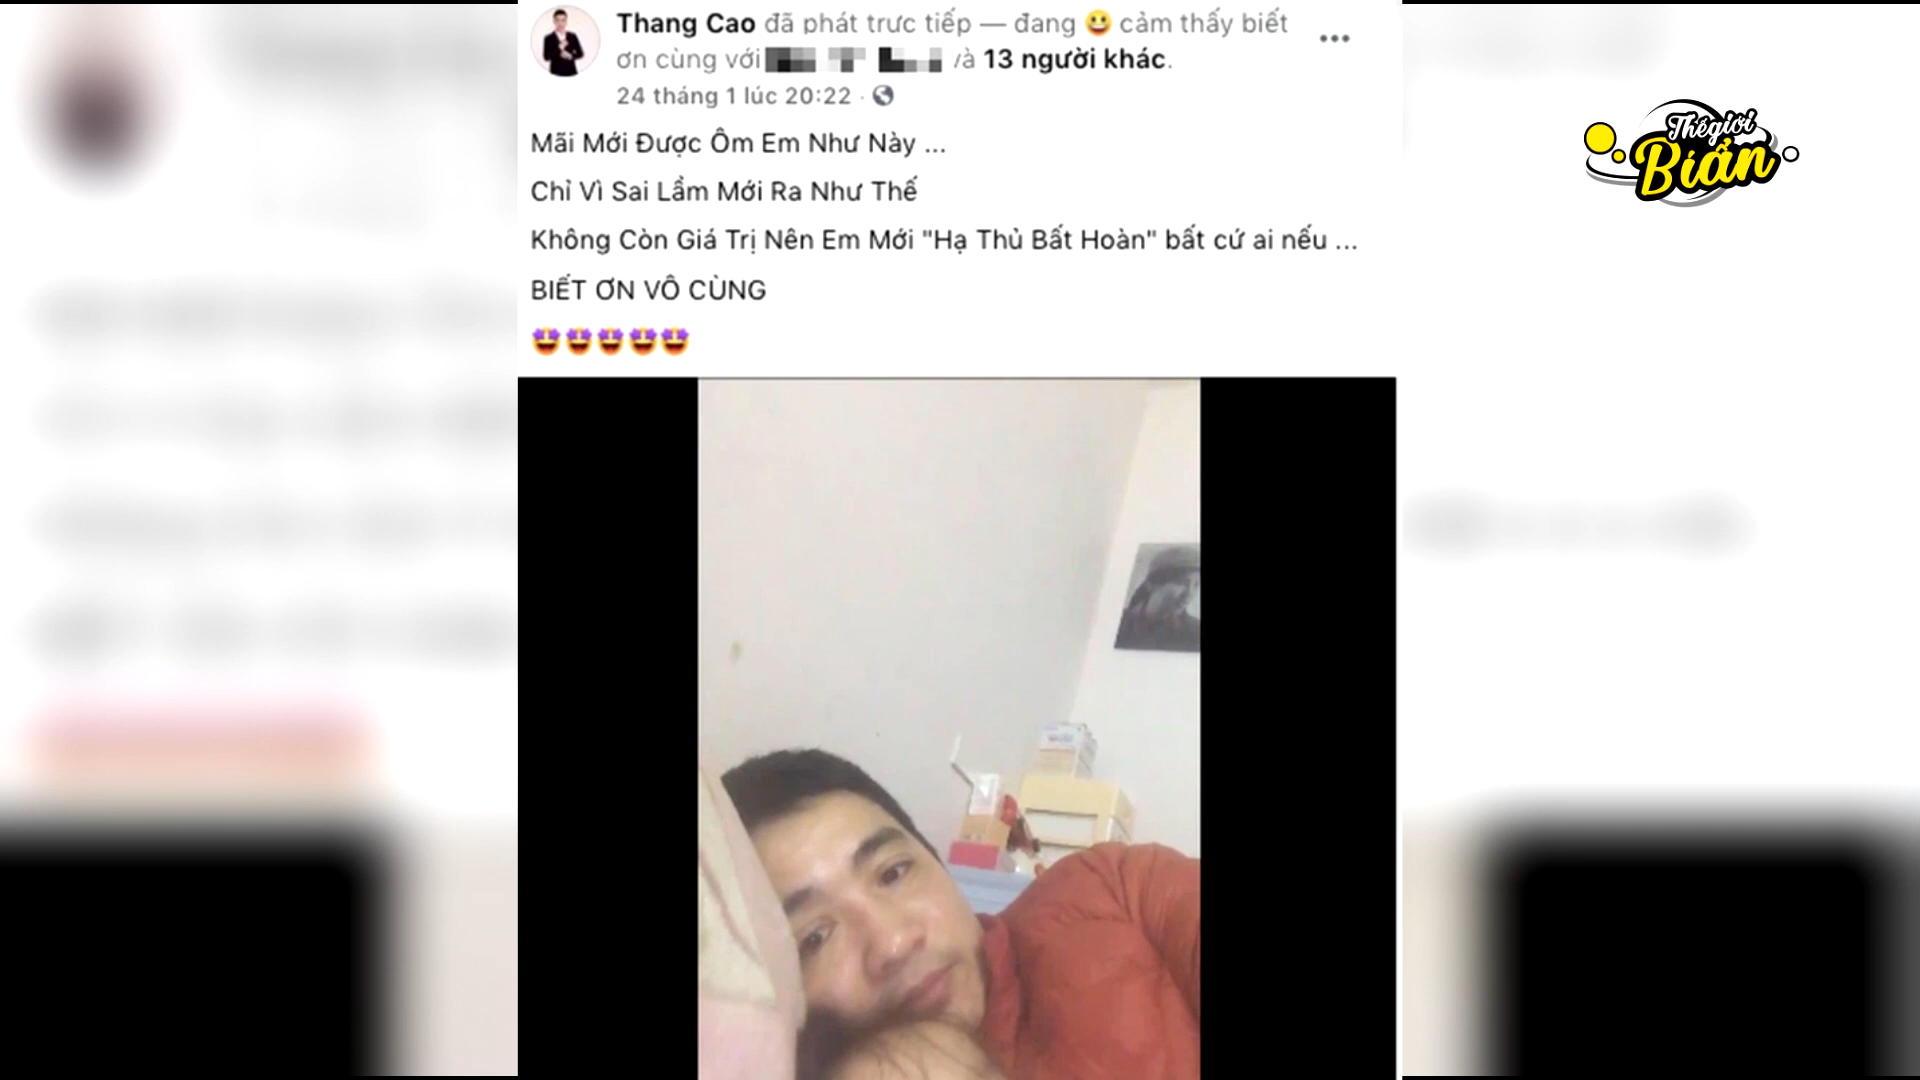 Thang Cao đã phát trực tiếp — đang 😀 cảm thấy biết
ơn cùng với và 13 người khác.
24 tháng 1 lúc 20:22 ·
Mãi Mới Được Ôm Em Như Này ...
Chỉ Vì Sai Lầm Mới Ra Như Thế
Không Còn Giá Trị Nên Em Mới "Hạ Thủ Bất Hoàn" bất cứ ai nếu ...
BIẾT ƠN VÔ CÙNG
🤩🤩🤩🤩🤩
Thế giới
Bí ẩn